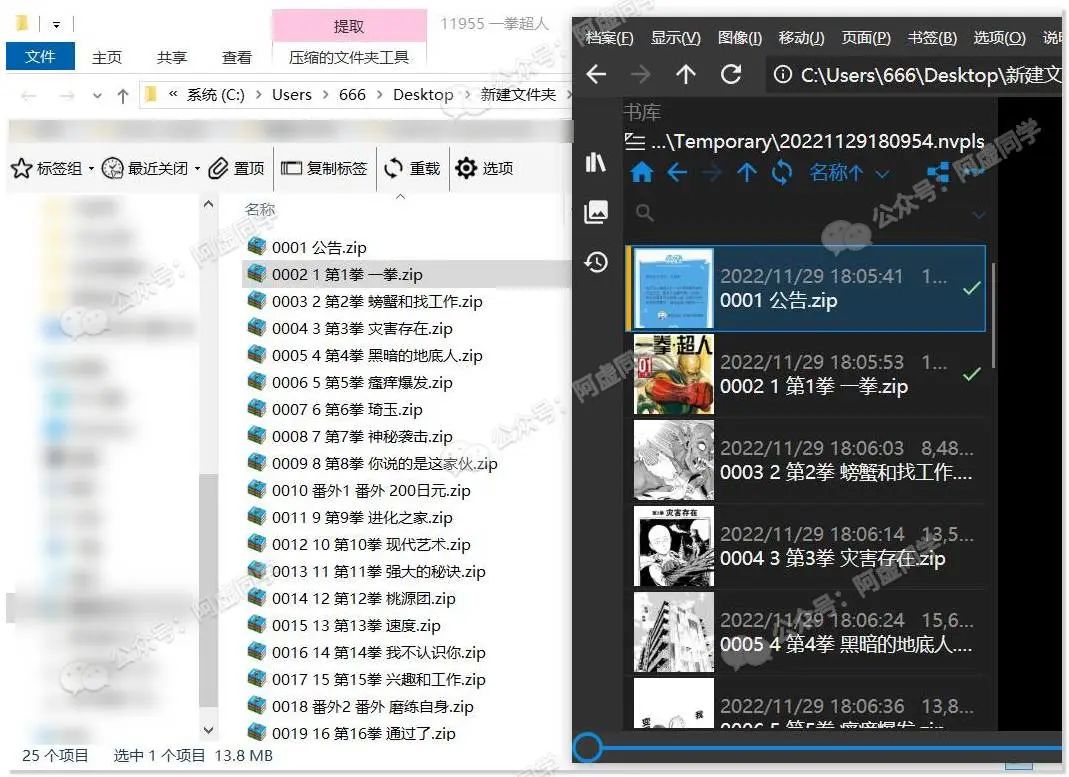 提取
11955 一拳超人
文件
主页
共享
查看
压缩的文件夹工具
« 系统 (C:) › Users › 666 › Desktop › 新建文件夹 ›
标签组
最近关闭
置顶
复制标签
重载
选项
名称
0001 公告.zip
0002 1 第1拳 一拳.zip
0003 2 第2拳 螃蟹和找工作.zip
0004 3 第3拳 灾害存在.zip
0005 4 第4拳 黑暗的地底人.zip
0006 5 第5拳 瘙痒爆发.zip
0007 6 第6拳 琦玉.zip
0008 7 第7拳 神秘袭击.zip
0009 8 第8拳 你说的是这家伙.zip
0010 番外1 番外 200日元.zip
0011 9 第9拳 进化之家.zip
0012 10 第10拳 现代艺术.zip
0013 11 第11拳 强大的秘诀.zip
0014 12 第12拳 桃源团.zip
0015 13 第13拳 速度.zip
0016 14 第14拳 我不认识你.zip
0017 15 第15拳 兴趣和工作.zip
0018 番外2 番外 磨练自身.zip
0019 16 第16拳 通过了.zip
25 个项目 选中 1 个项目 13.8 MB
档案(F) 显示(V) 图像(I) 移动(J) 页面(P) 书签(B) 选项(O) 说
C:\Users\666\Desktop\新建文
书库
...\Temporary\20221129180954.nvpls
名称↑
2022/11/29 18:05:41 1...
0001 公告.zip
一拳·超人
01
2022/11/29 18:05:53 1...
0002 1 第1拳 一拳.zip
2022/11/29 18:06:03 8,48...
0003 2 第2拳 螃蟹和找工作....
灾害存在
2022/11/29 18:06:14 13,5...
0004 3 第3拳 灾害存在.zip
2022/11/29 18:06:24 15,6...
0005 4 第4拳 黑暗的地底人....
我
2022/11/29 18:06:36 13,8...
0006 5 第5拳 瘙痒爆发.zip
公众号：阿虚同学